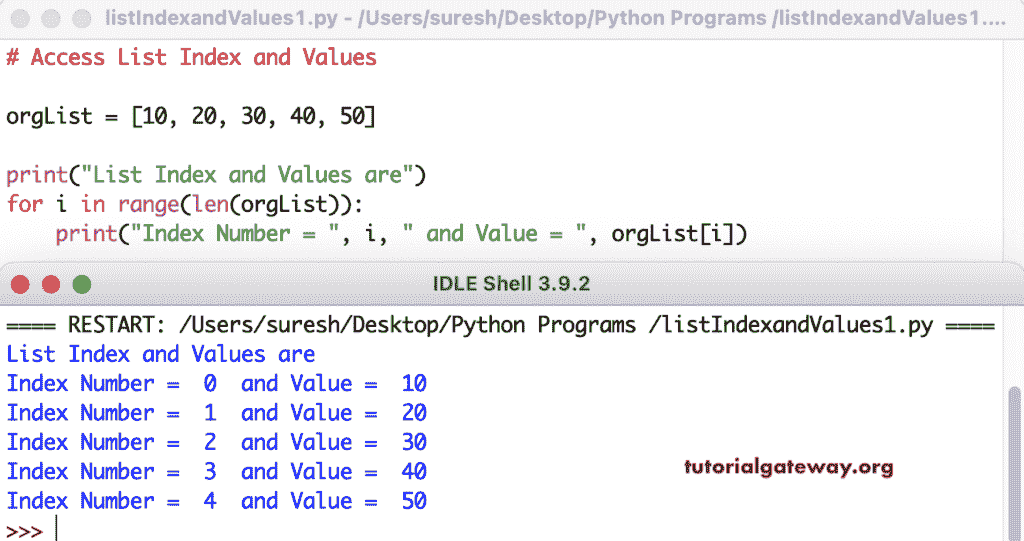 listIndexandValues1.py - /Users/suresh/Desktop/Python Programs /listIndexandValues1....
# Access List Index and Values
orgList = [10, 20, 30, 40, 50]
print("List Index and Values are")
for i in range(len(orgList)):
    print("Index Number = ", i, " and Value = ", orgList[i])
IDLE Shell 3.9.2
==== RESTART: /Users/suresh/Desktop/Python Programs /listIndexandValues1.py ====
List Index and Values are
Index Number =  0  and Value =  10
Index Number =  1  and Value =  20
Index Number =  2  and Value =  30
Index Number =  3  and Value =  40
tutorialgateway.org
Index Number =  4  and Value =  50
>>>